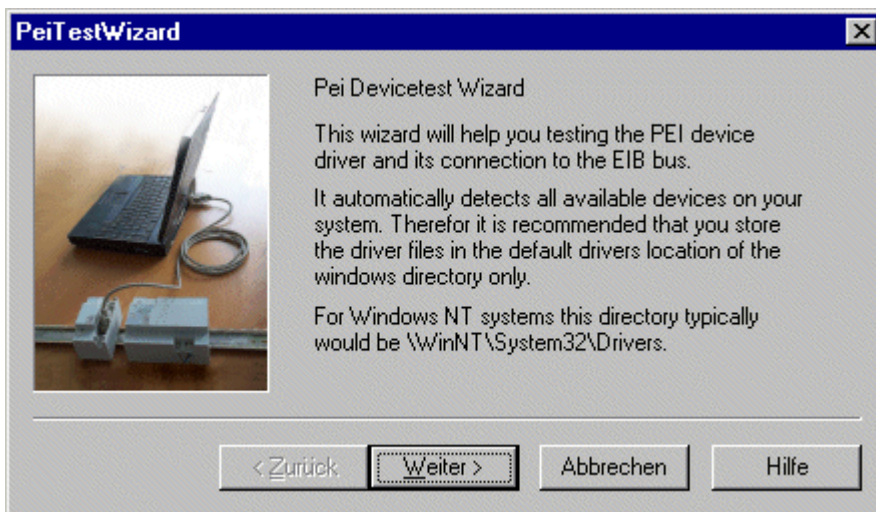 PeiTestWizard
Pei Devicetest Wizard
This wizard will help you testing the PEI device
driver and its connection to the EIB bus.
It automatically detects all available devices on your
system. Therefor it is recommended that you store
the driver files in the default drivers location of the
windows directory only.
For Windows NT systems this directory typically
would be \WinNT\System32\Drivers.
< Zurück
Weiter >
Abbrechen
Hilfe